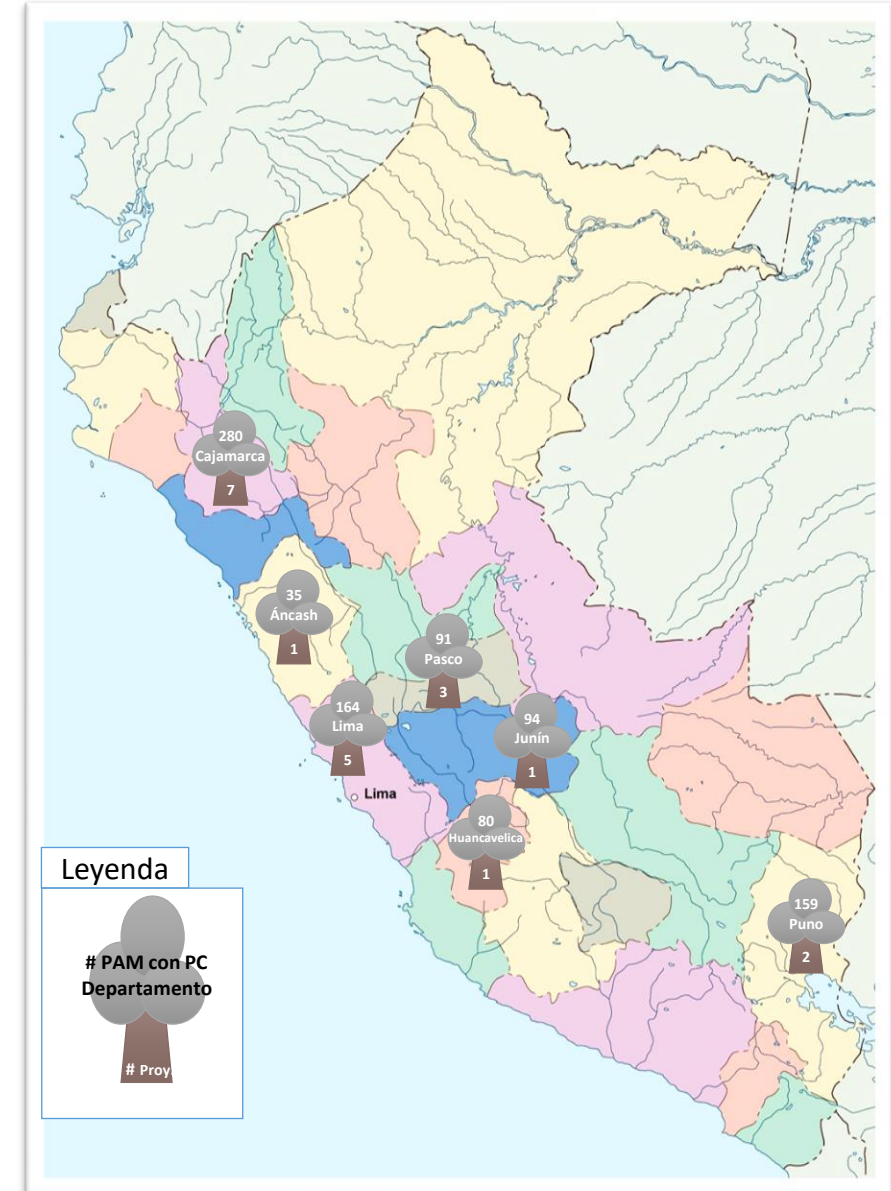 280
Cajamarca
7
35
Áncash
1
91
Pasco
3
164
Lima
5
94
Junín
1
Lima
80
Huancavelica
1
159
Puno
2
Leyenda
# PAM con PC
Departamento
# Proy.